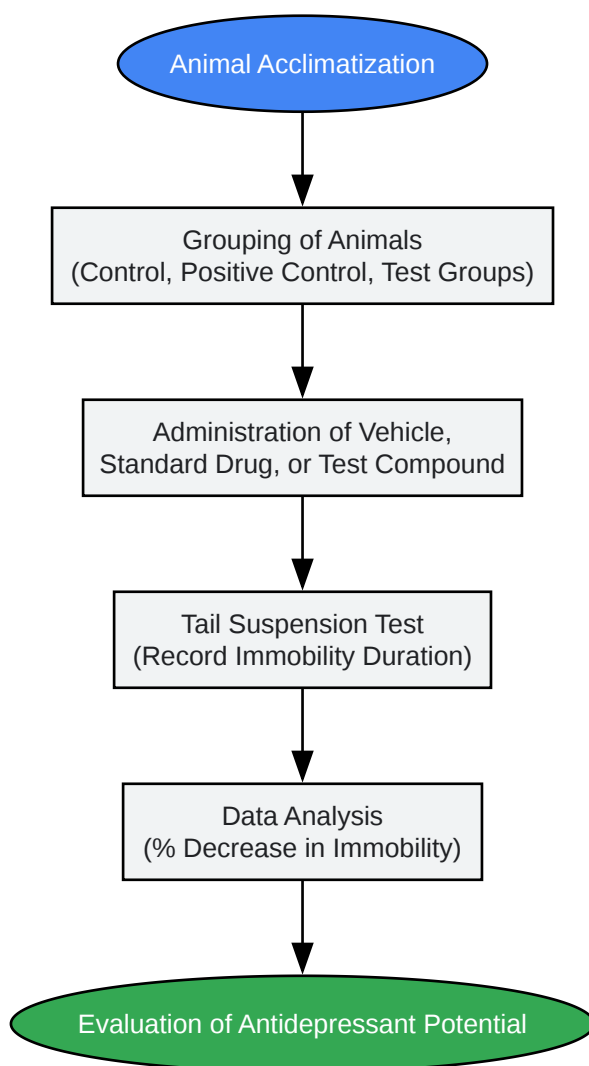 Animal Acclimatization
Grouping of Animals
(Control, Positive Control, Test Groups)
Administration of Vehicle,
Standard Drug, or Test Compound
Tail Suspension Test
(Record Immobility Duration)
Data Analysis
(% Decrease in Immobility)
Evaluation of Antidepressant Potential